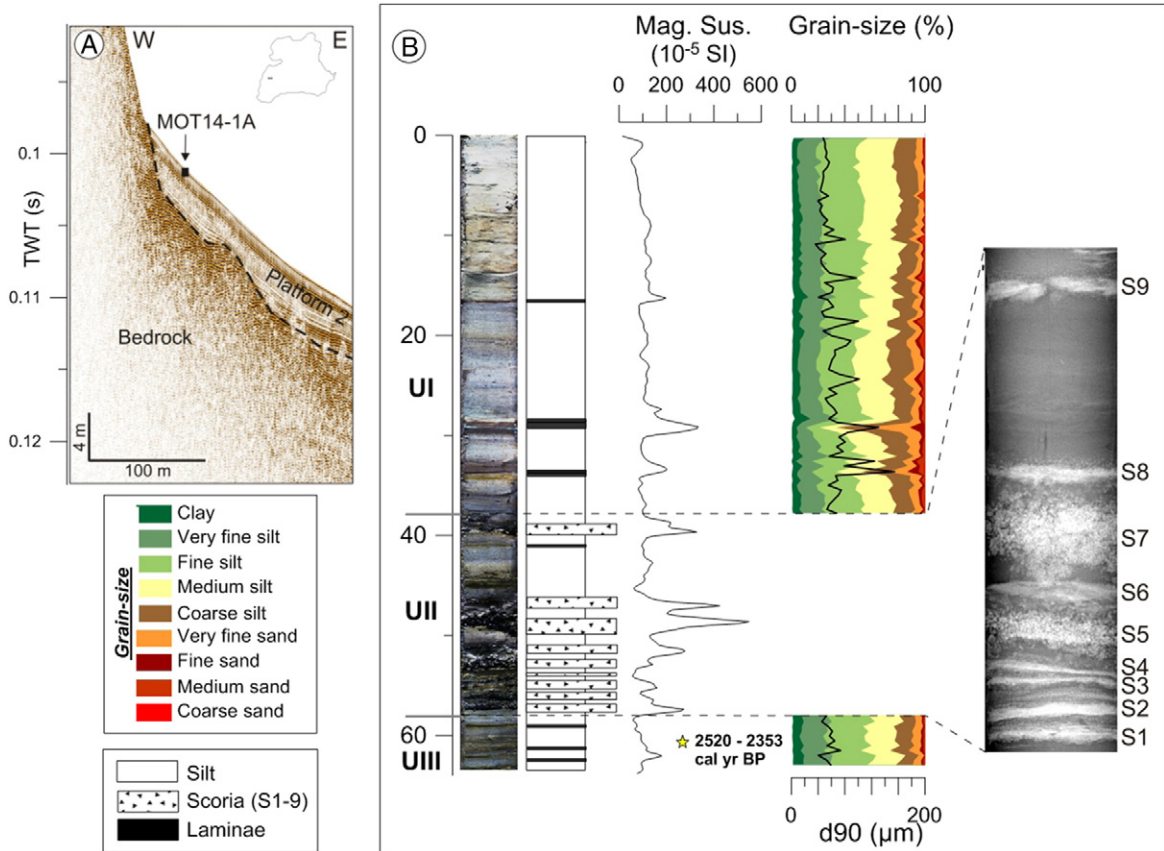 A
W
E
MOT14-1A
0.1
0.11
0.12
TWT (s)
Platform 2
Bedrock
4 m
100 m
Grain-size
Clay
Very fine silt
Fine silt
Medium silt
Coarse silt
Very fine sand
Fine sand
Medium sand
Coarse sand
Silt
Scoria (S1-9)
Laminae
B
Mag. Sus.
(10-5 SI)
0 200 400 600
Grain-size (%)
0 100
0
20
40
60
UI
UII
UIII
2520 - 2353
cal yr BP
0 200
d90 (µm)
S9
S8
S7
S6
S5
S4
S3
S2
S1